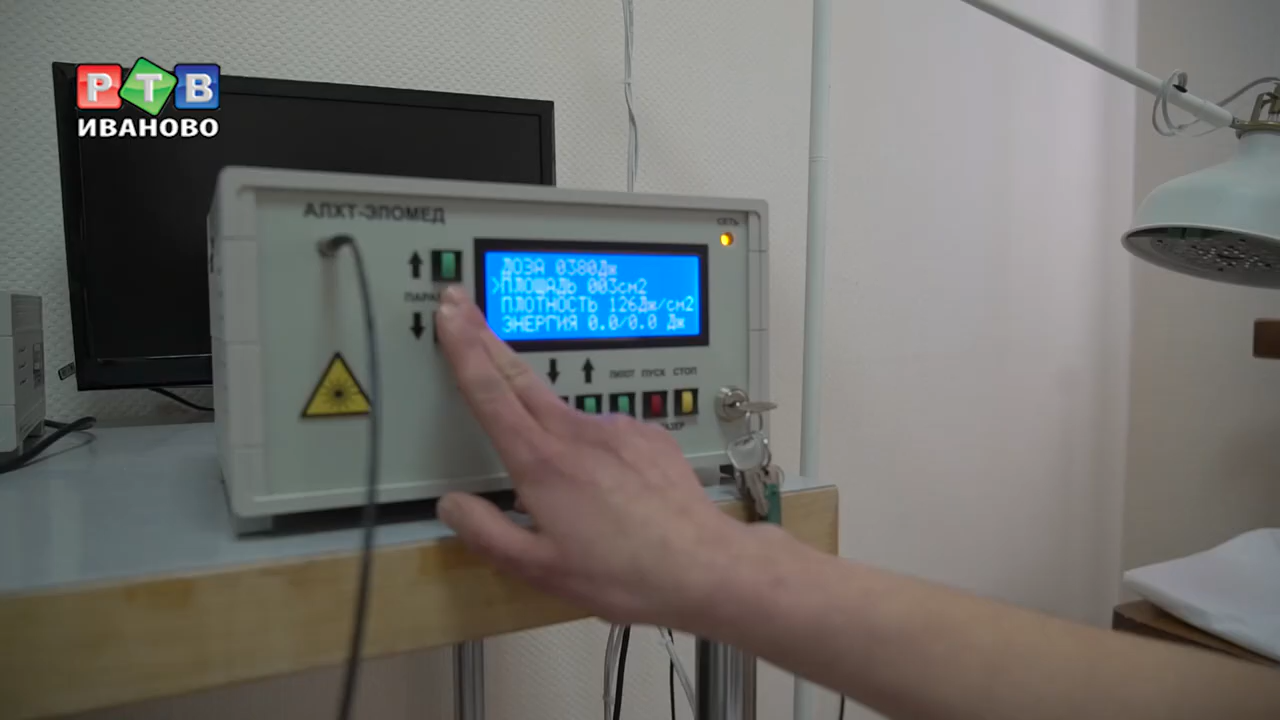 РТВ
ИВАНОВО
АЛХТ-ЭЛОМЕД
СЕТЬ
ДОЗА 0380Дж
>ПЛОЩАДЬ 003см2
ПЛОТНОСТЬ 126Дж/см2
ЭНЕРГИЯ 0.0/0.0 Дж
ПИЛОТ ПУСК СТОП